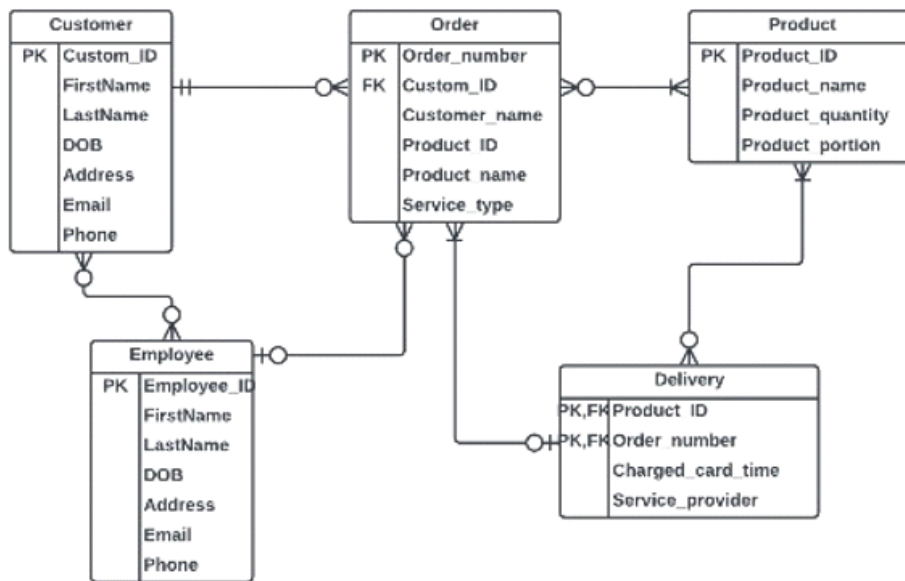 Customer
PK Custom_ID
FirstName
LastName
DOB
Address
Email
Phone
Order
PK Order_number
FK Custom_ID
Customer_name
Product_ID
Product_name
Service_type
Product
PK Product_ID
Product_name
Product_quantity
Product_portion
Employee
PK Employee_ID
FirstName
LastName
DOB
Address
Email
Phone
Delivery
PK,FK Product_ID
PK,FK Order_number
Charged_card_time
Service_provider